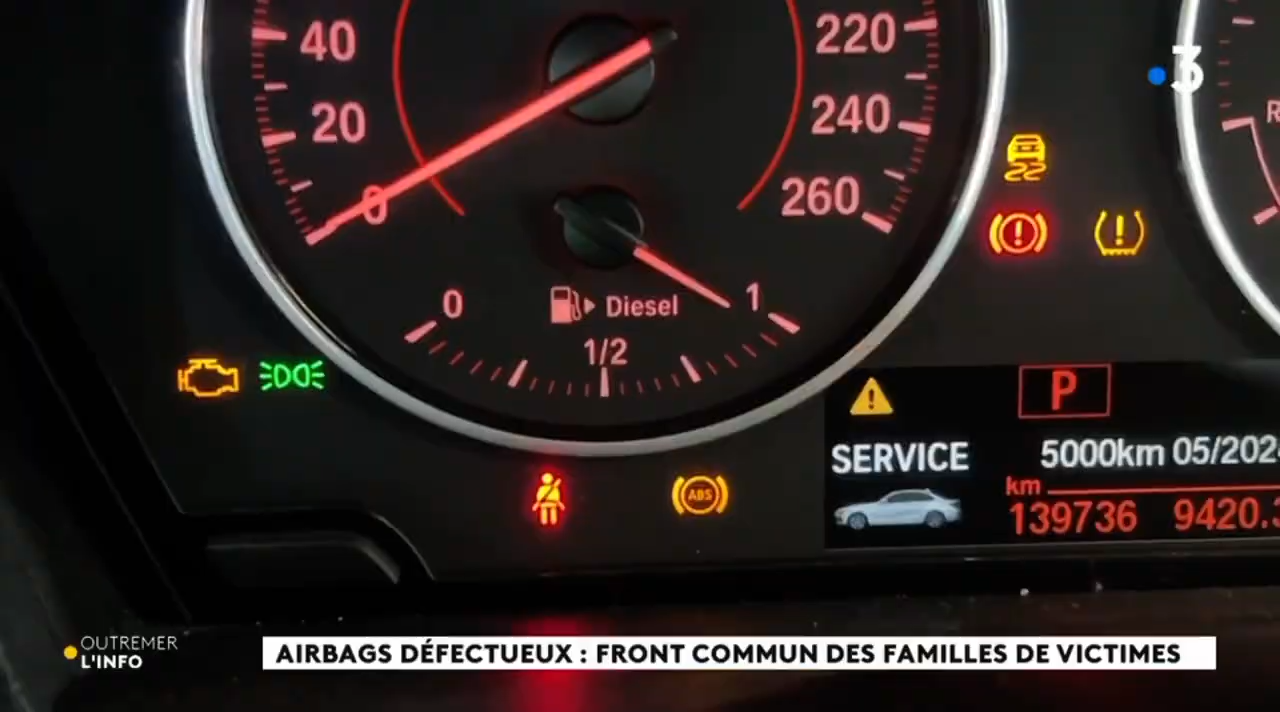 40
20
0
220
240
260
3
R
0
Diesel
1
1/2
P
SERVICE
5000km 05/202
km
139736 9420.3
ABS
OUTREMER
L'INFO
AIRBAGS DÉFECTUEUX : FRONT COMMUN DES FAMILLES DE VICTIMES